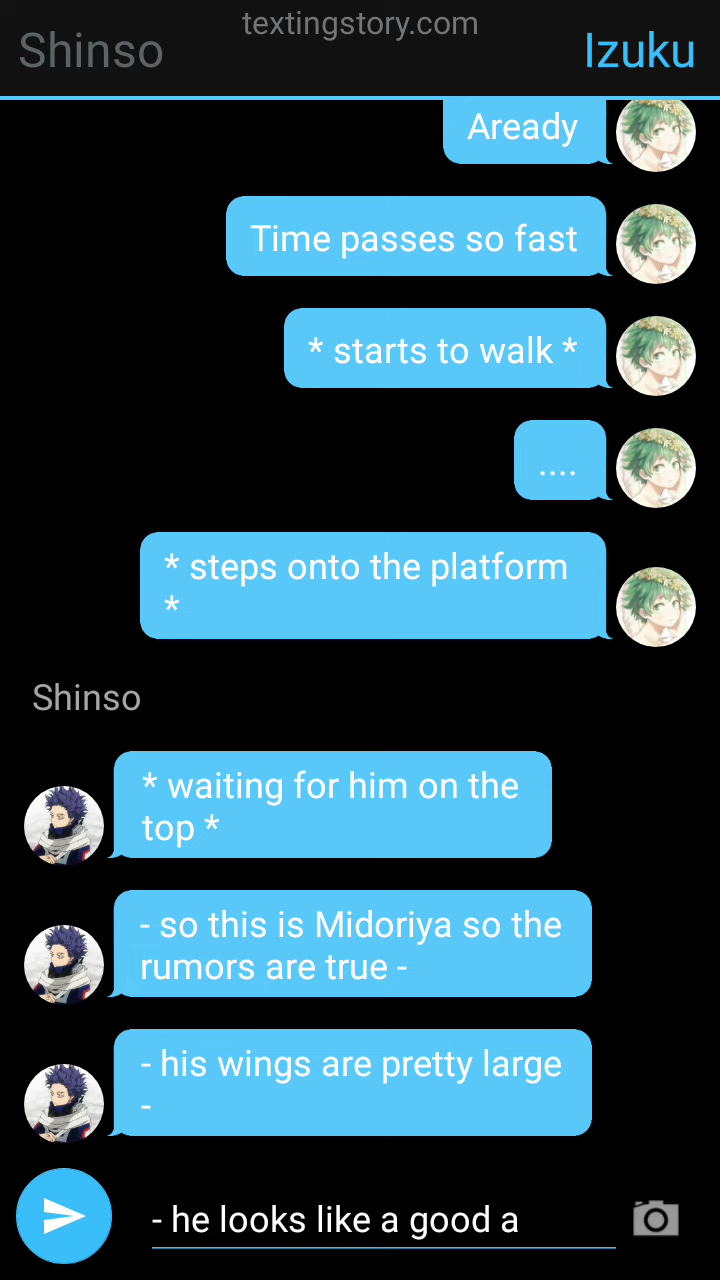 textingstory.com
Shinso
Izuku
Aready
Time passes so fast
* starts to walk *
....
* steps onto the platform
*
Shinso
* waiting for him on the
top *
- so this is Midoriya so the
rumors are true -
- his wings are pretty large
-
- he looks like a good a